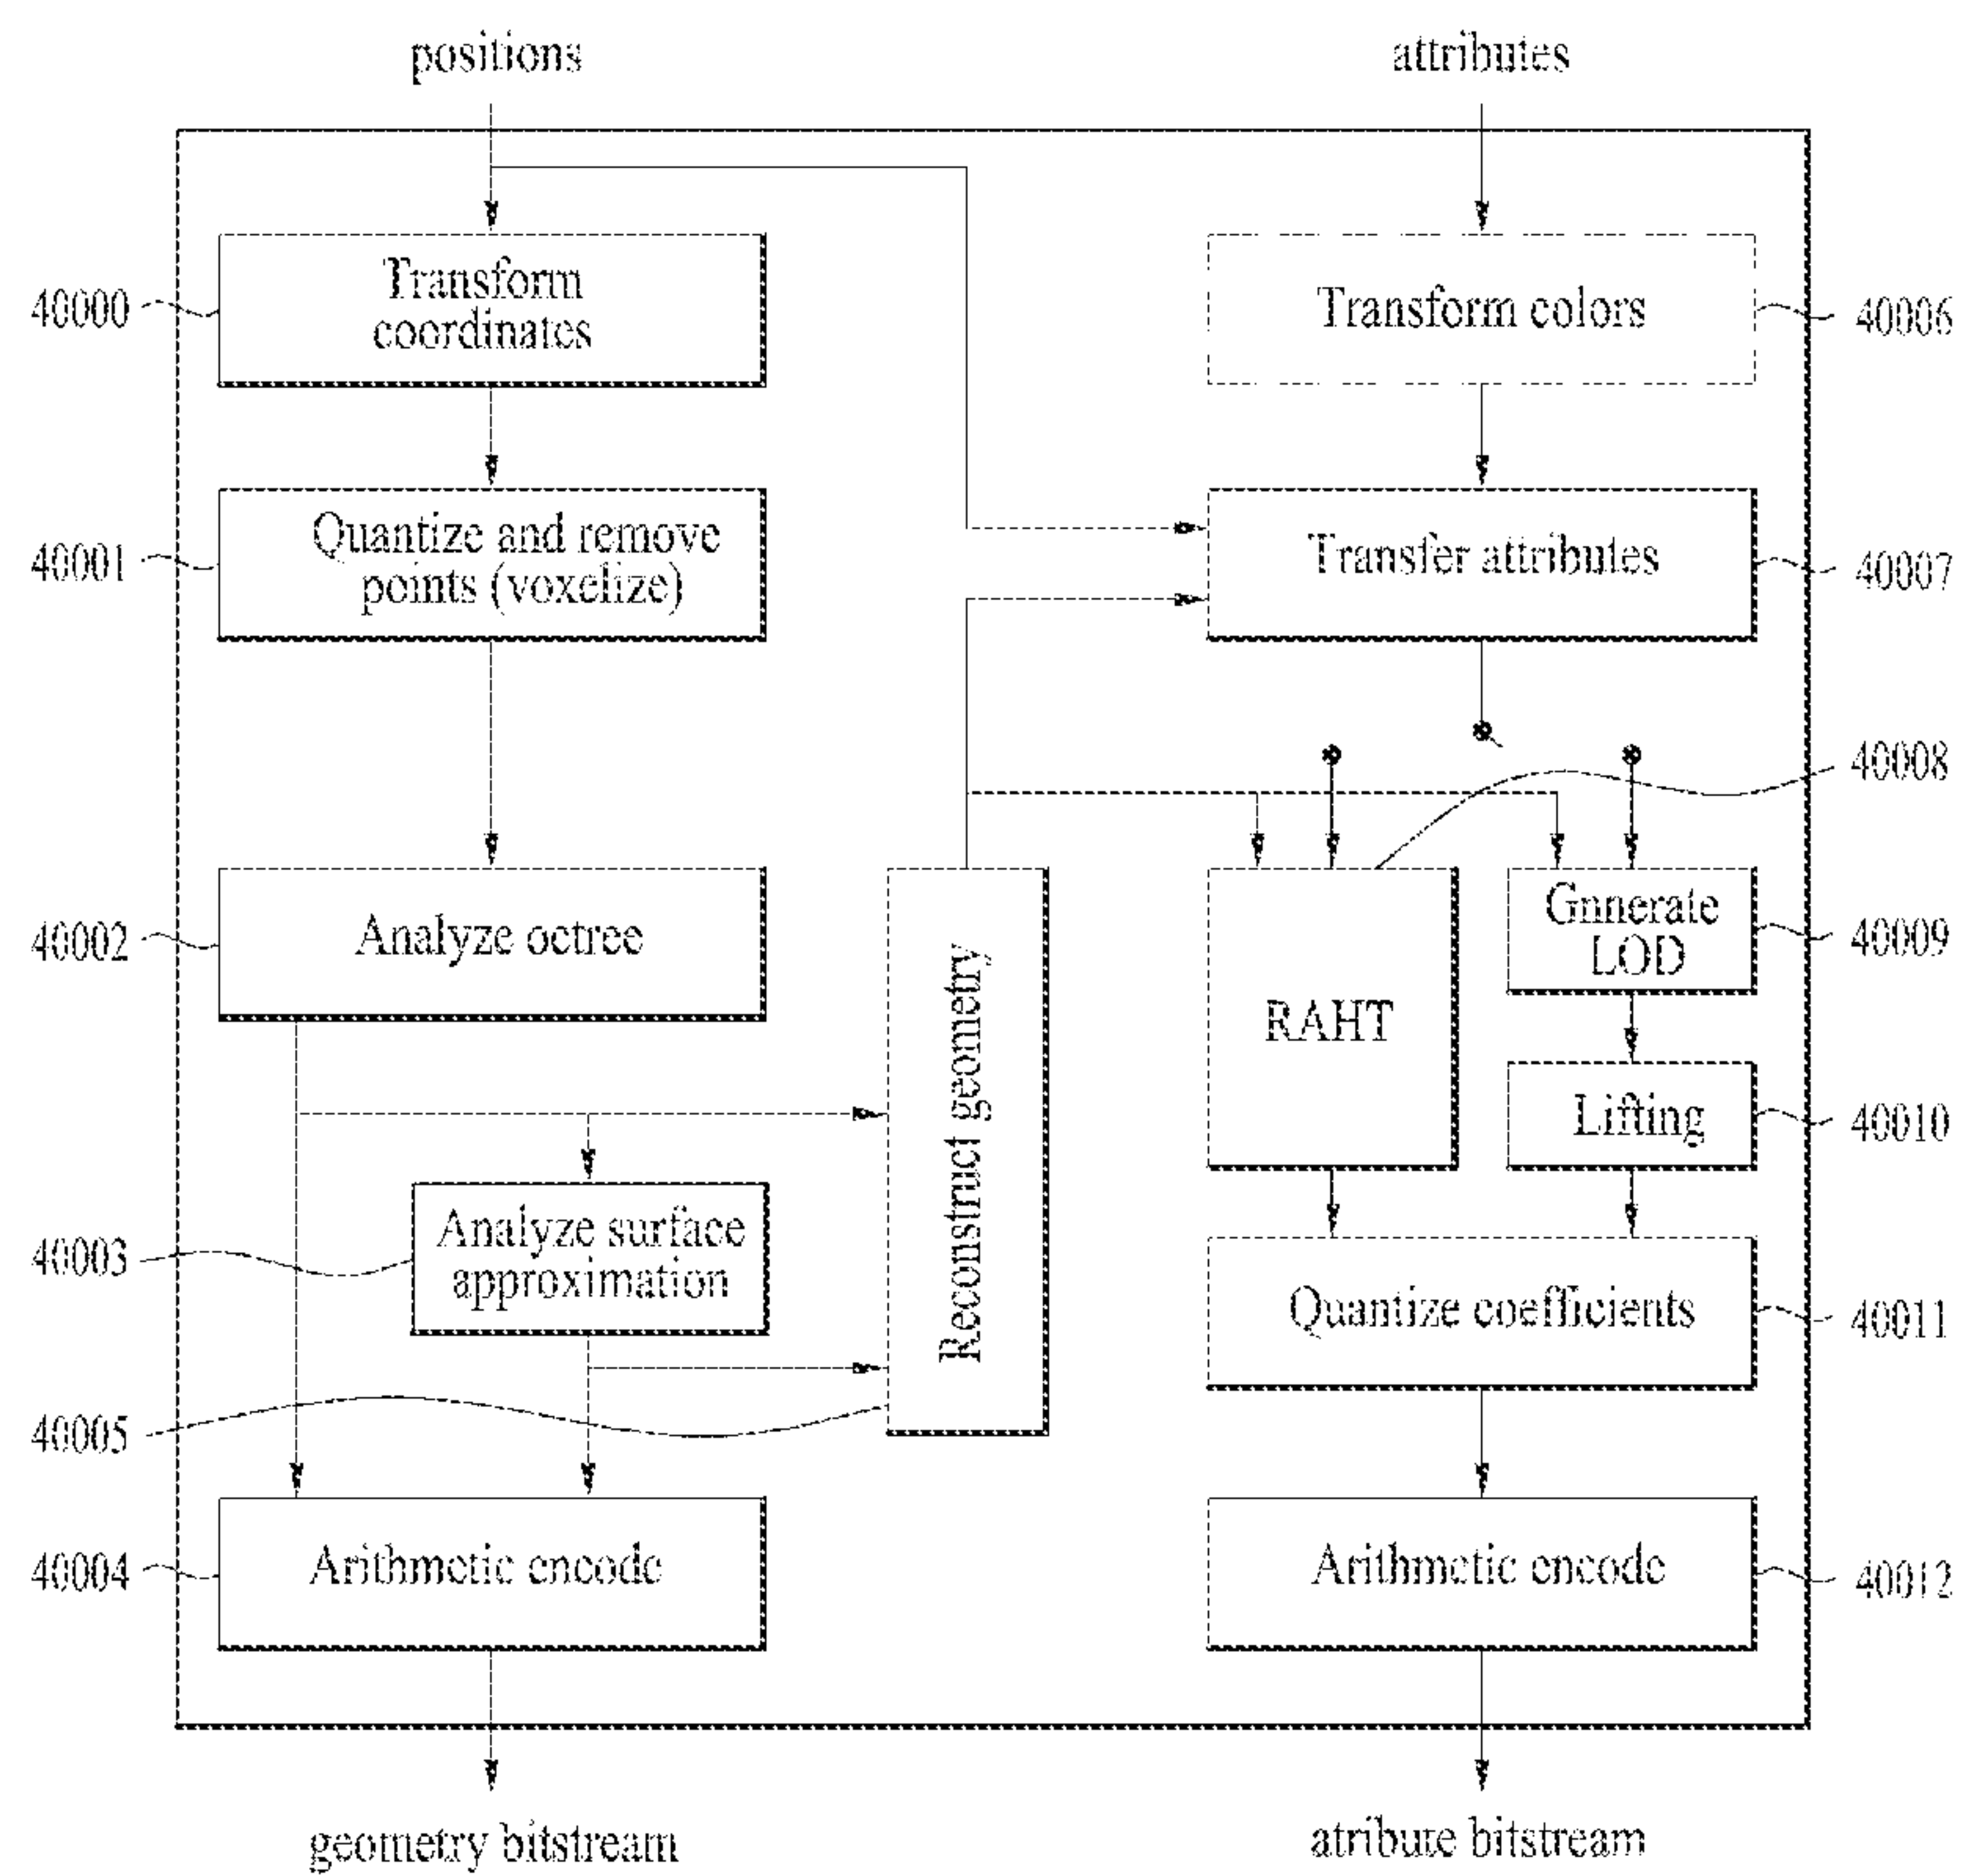 positions
attributes
40000
Transform
coordinates
Transform colors
40006
40001
Quantize and remove
points (voxelize)
Transfer attributes
40007
40008
40002
Analyze octree
Reconstruct geometry
RAHT
Gnnerate
LOD
40009
Lifting
40010
40003
Analyze surface
approximation
Quantize coefficients
40011
40005
40004
Arithmetic encode
Arithmetic encode
40012
geometry bitstream
atribute bitstream